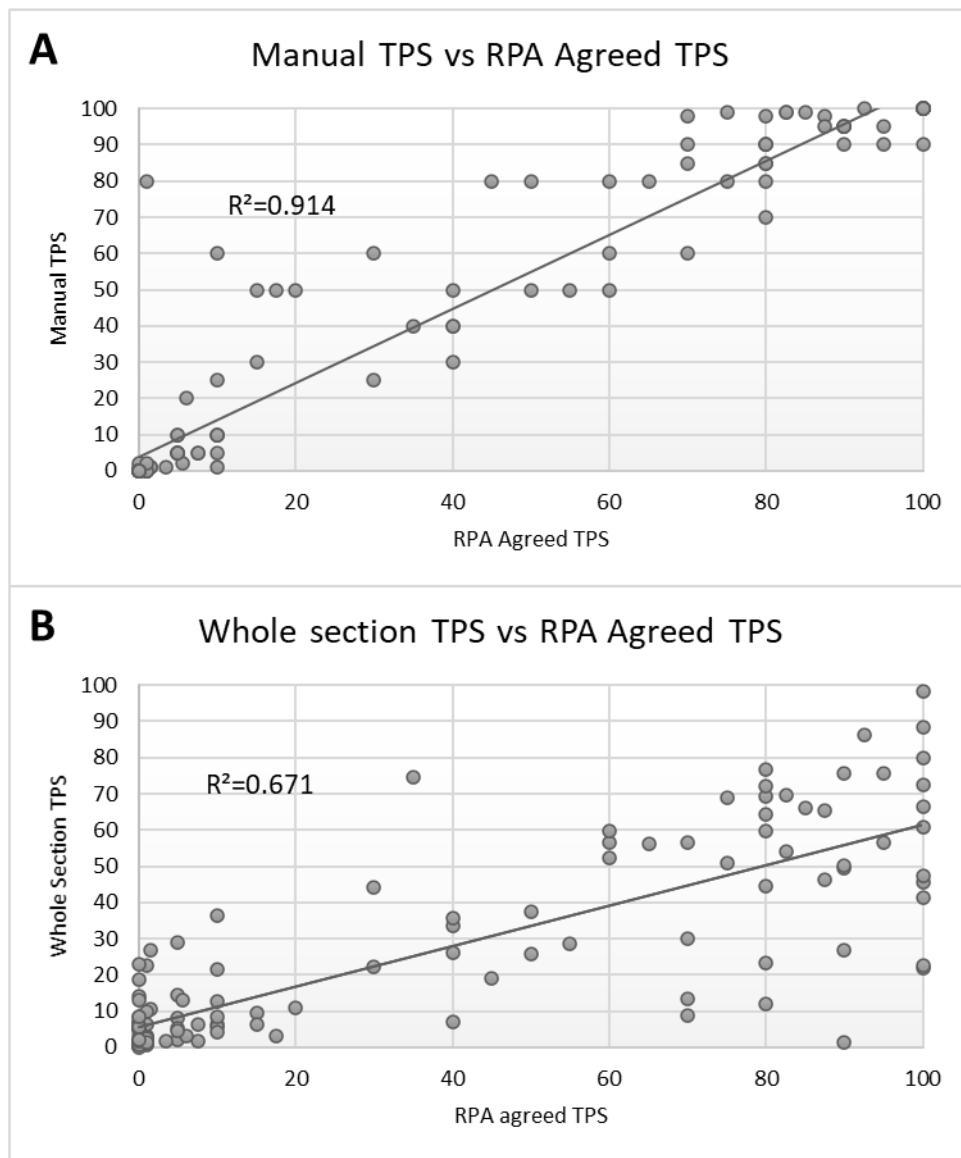 A
Manual TPS vs RPA Agreed TPS
100
90
80
70
60
50
40
30
20
10
0
R²=0.914
Manual TPS
0 20 40 60 80 100
RPA Agreed TPS
B
Whole section TPS vs RPA Agreed TPS
100
90
80
70
60
50
40
30
20
10
0
R²=0.671
Whole Section TPS
0 20 40 60 80 100
RPA agreed TPS